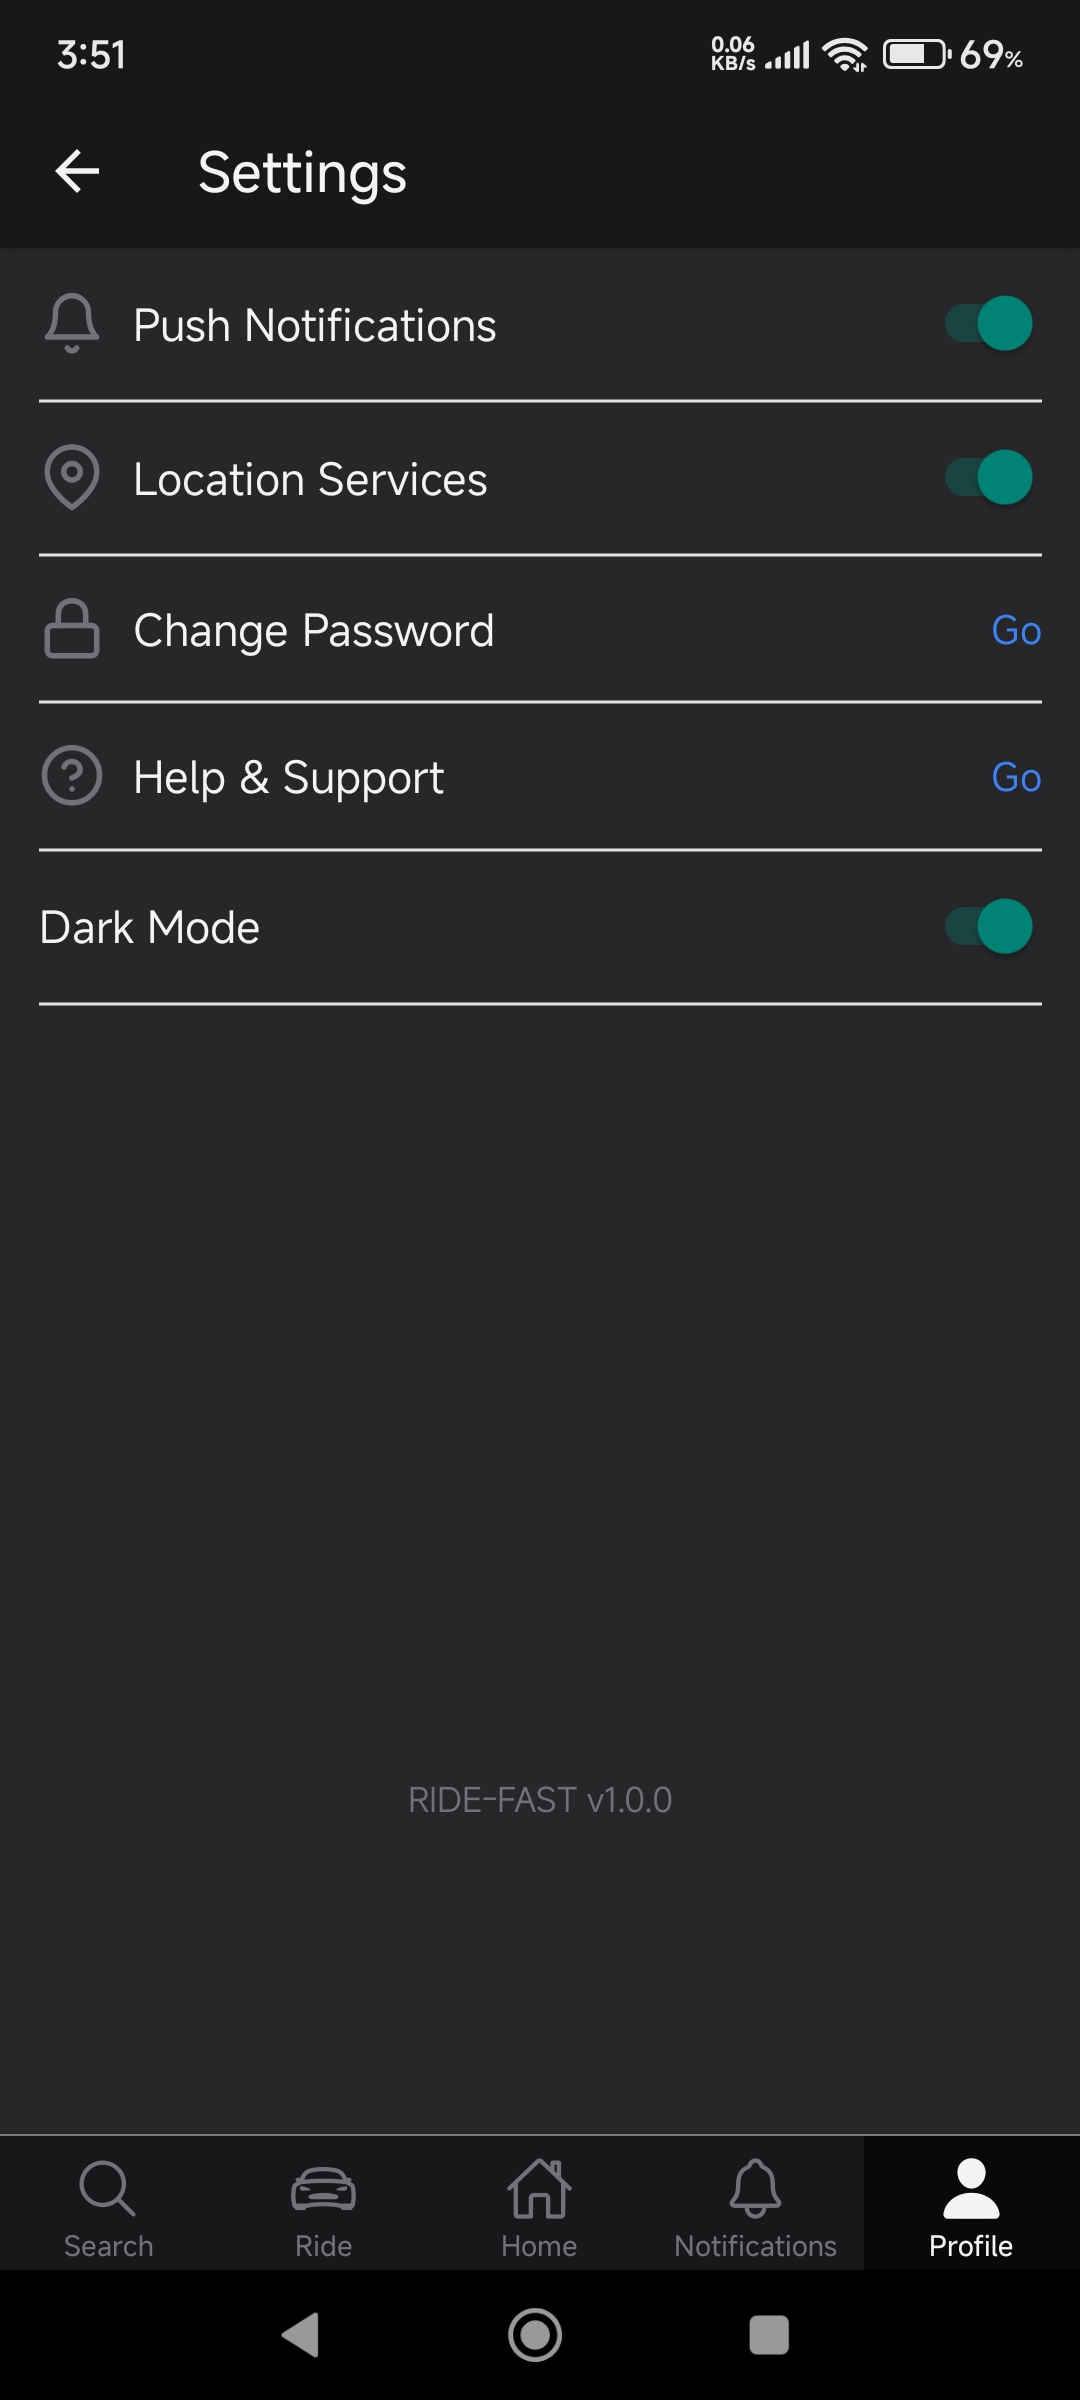 3:51
0.06
KB/s
69%
Settings
Push Notifications
Location Services
Change Password
Go
Help & Support
Go
Dark Mode
RIDE-FAST v1.0.0
Search
Ride
Home
Notifications
Profile